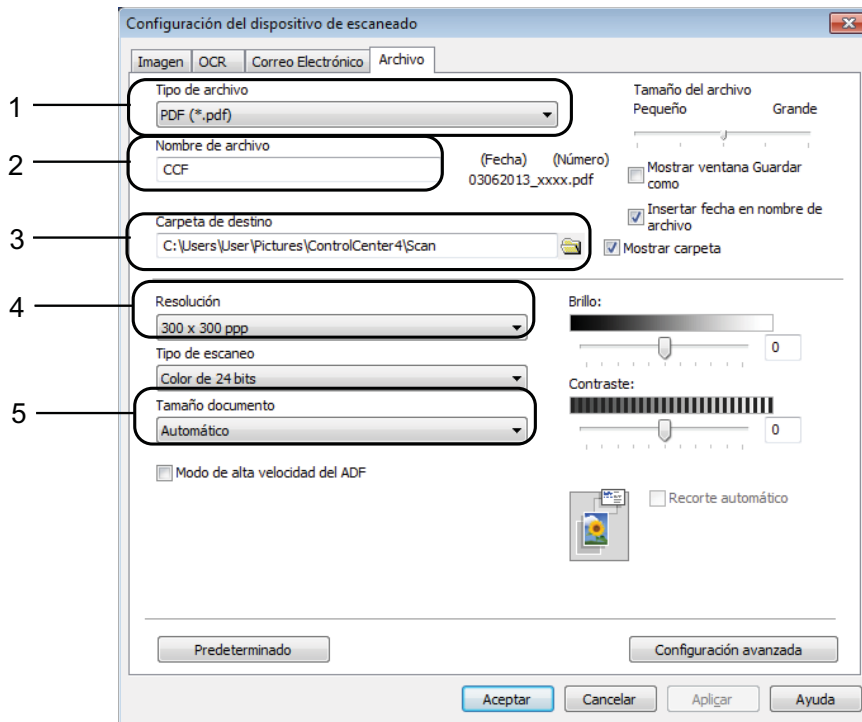 Configuración del dispositivo de escaneado
Imagen OCR Correo Electrónico Archivo
1
Tipo de archivo
PDF (*.pdf)
Tamaño del archivo
Pequeño Grande
2
Nombre de archivo
CCF
(Fecha) (Número)
03062013_xxxx.pdf
Mostrar ventana Guardar
como
Insertar fecha en nombre de
archivo
3
Carpeta de destino
C:\Users\User\Pictures\ControlCenter4\Scan
Mostrar carpeta
4
Resolución
300 x 300 ppp
Tipo de escaneo
Color de 24 bits
5
Tamaño documento
Automático
Modo de alta velocidad del ADF
Brillo:
0
Contraste:
0
Recorte automático
Predeterminado
Configuración avanzada
Aceptar Cancelar Aplicar Ayuda